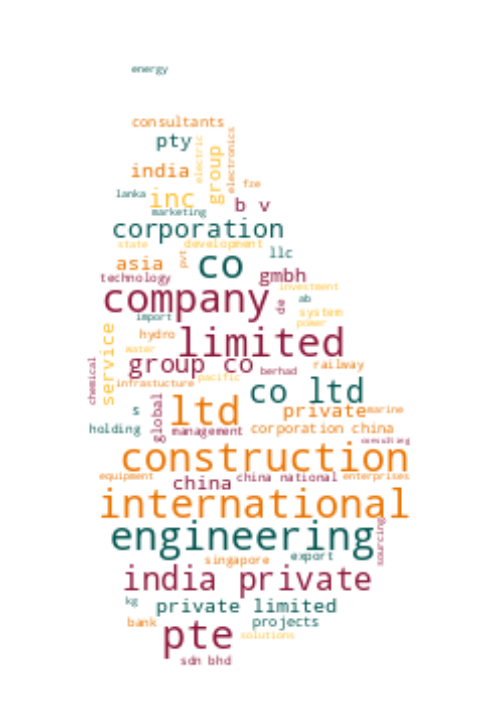 energy
consultants
pty
electric
group
electronics
india
fze
lanka
inc
b v
marketing
corporation
state
development
llc
asia
pvt
co
gmbh
technology
investment
company
de
ab
import
system
power
hydro
limited
service
water
group co
berhad
railway
chemical
infrastucture
pacific
co ltd
s
global
ltd
private
marine
holding
management
corporation china
consulting
construction
equipment
china
china national
enterprises
international
engineering
sourcing
singapore
export
india private
kg
private limited
bank
projects
pte
solutions
sdn bhd